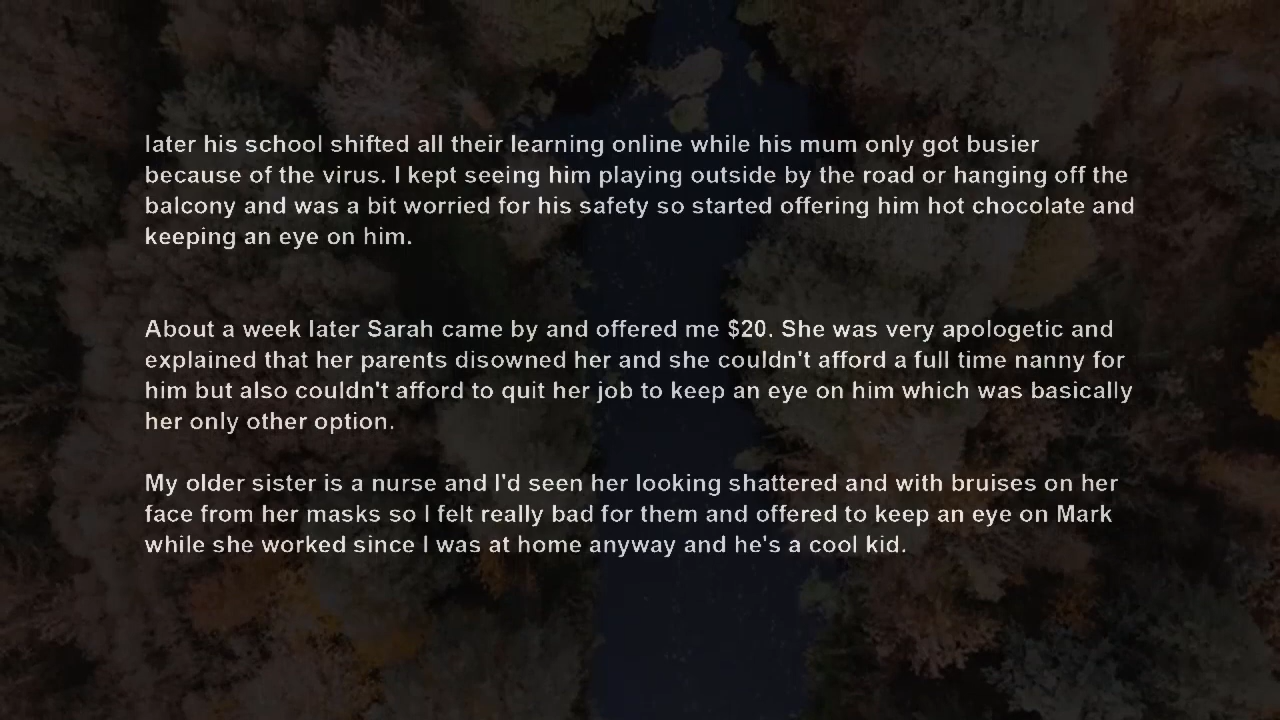 later his school shifted all their learning online while his mum only got busier
because of the virus. I kept seeing him playing outside by the road or hanging off the
balcony and was a bit worried for his safety so started offering him hot chocolate and
keeping an eye on him.
About a week later Sarah came by and offered me $20. She was very apologetic and
explained that her parents disowned her and she couldn't afford a full time nanny for
him but also couldn't afford to quit her job to keep an eye on him which was basically
her only other option.
My older sister is a nurse and I'd seen her looking shattered and with bruises on her
face from her masks so I felt really bad for them and offered to keep an eye on Mark
while she worked since I was at home anyway and he's a cool kid.